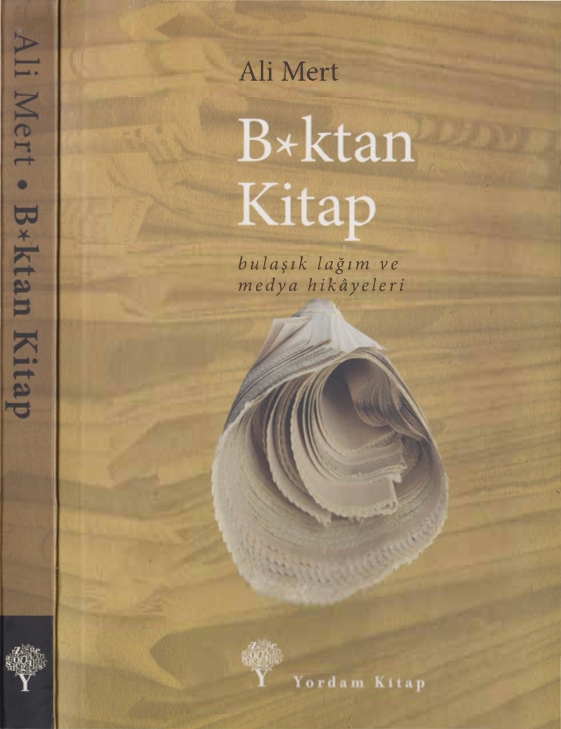 Ali Mert • B*ktan Kitap
Y
Ali Mert
B*ktan
Kitap
bulaşık lağım ve
medya hikâyeleri
Y
Yordam Kitap